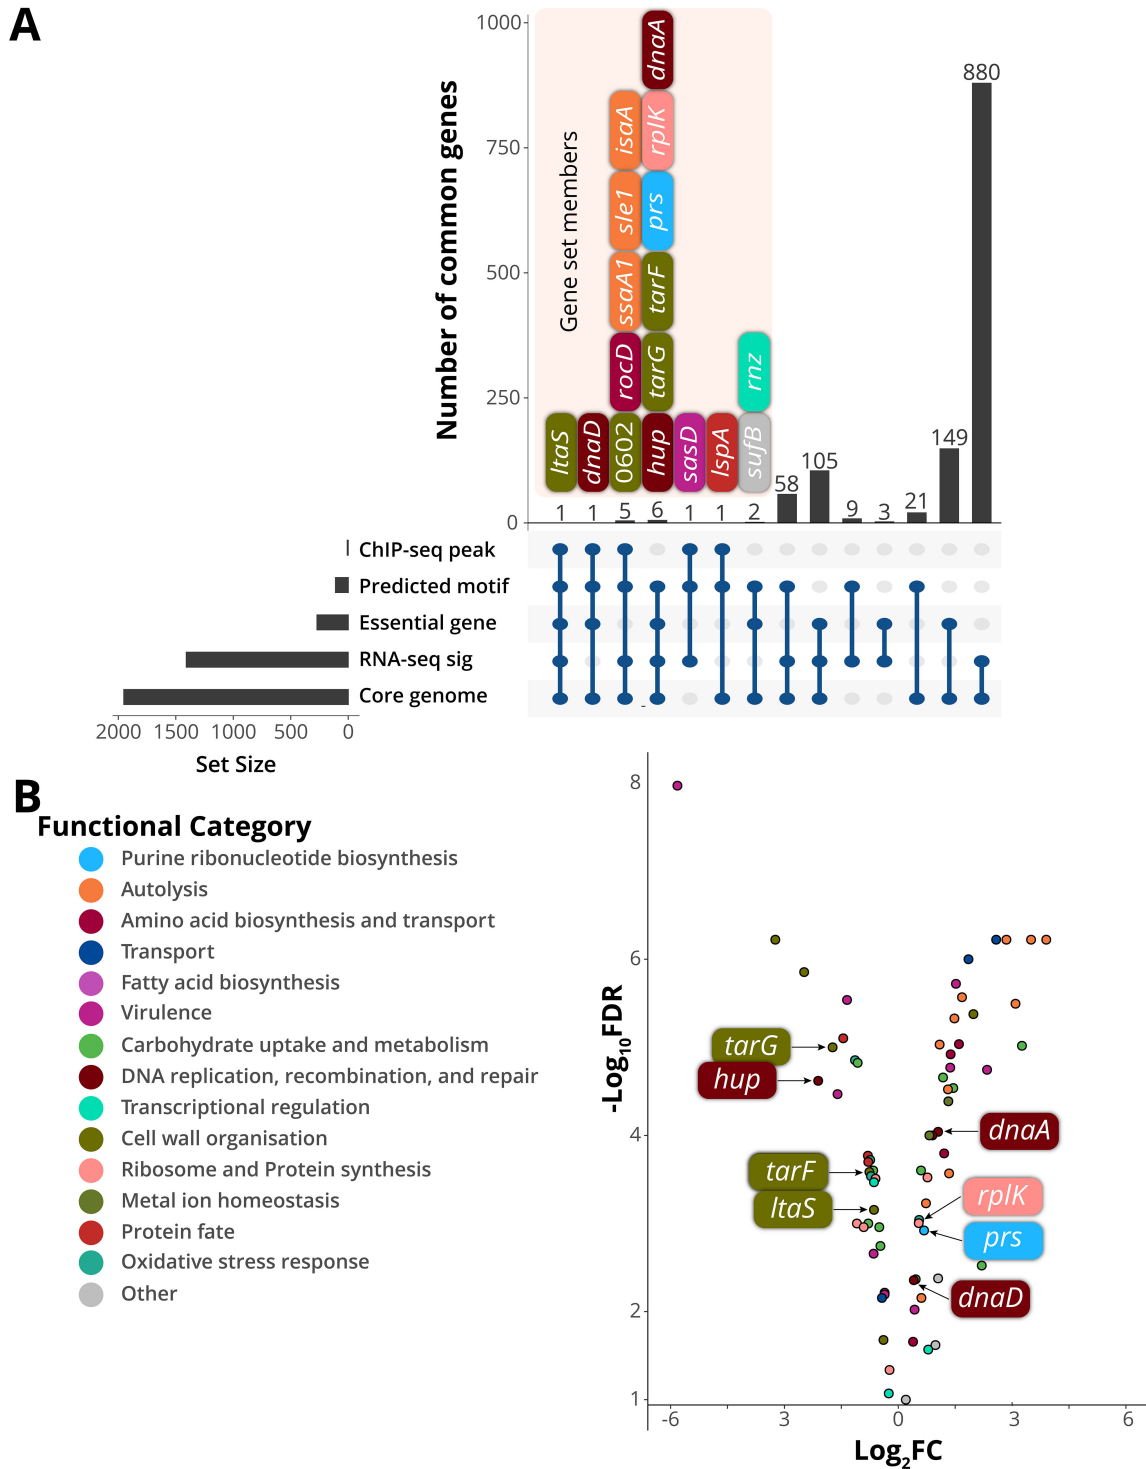 A
Number of common genes
1000
750
500
250
0
Gene set members
dnaA
isaA
rplK
sle1
prs
ssaA1
tarF
rocD
tarG
rnz
ltaS
dnaD
0602
hup
sasD
lspA
sufB
1
1
5
6
1
1
2
58
105
9
3
21
149
880
ChIP-seq peak
Predicted motif
Essential gene
RNA-seq sig
Core genome
2000 1500 1000 500 0
Set Size
B
Functional Category
Purine ribonucleotide biosynthesis
Autolysis
Amino acid biosynthesis and transport
Transport
Fatty acid biosynthesis
Virulence
Carbohydrate uptake and metabolism
DNA replication, recombination, and repair
Transcriptional regulation
Cell wall organisation
Ribosome and Protein synthesis
Metal ion homeostasis
Protein fate
Oxidative stress response
Other
-Log10FDR
8
6
4
2
1
tarG
hup
dnaA
tarF
rplK
ltaS
prs
dnaD
-6 3 0 3 6
Log2FC